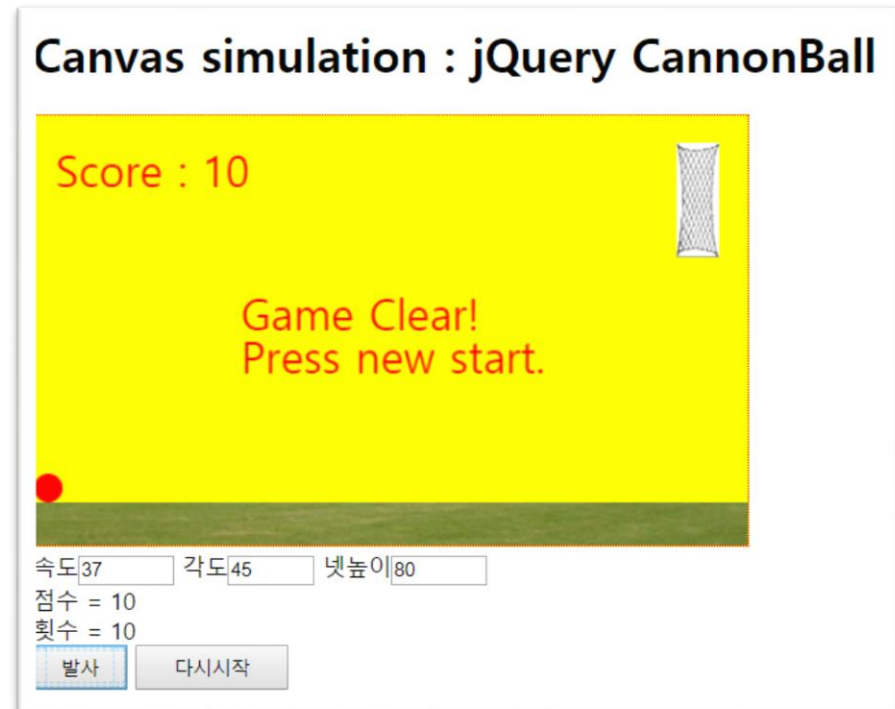 Canvas simulation : jQuery CannonBall
Score : 10
Game Clear!
Press new start.
속도37 각도45 넷높이80
점수 = 10
횟수 = 10
발사 다시시작